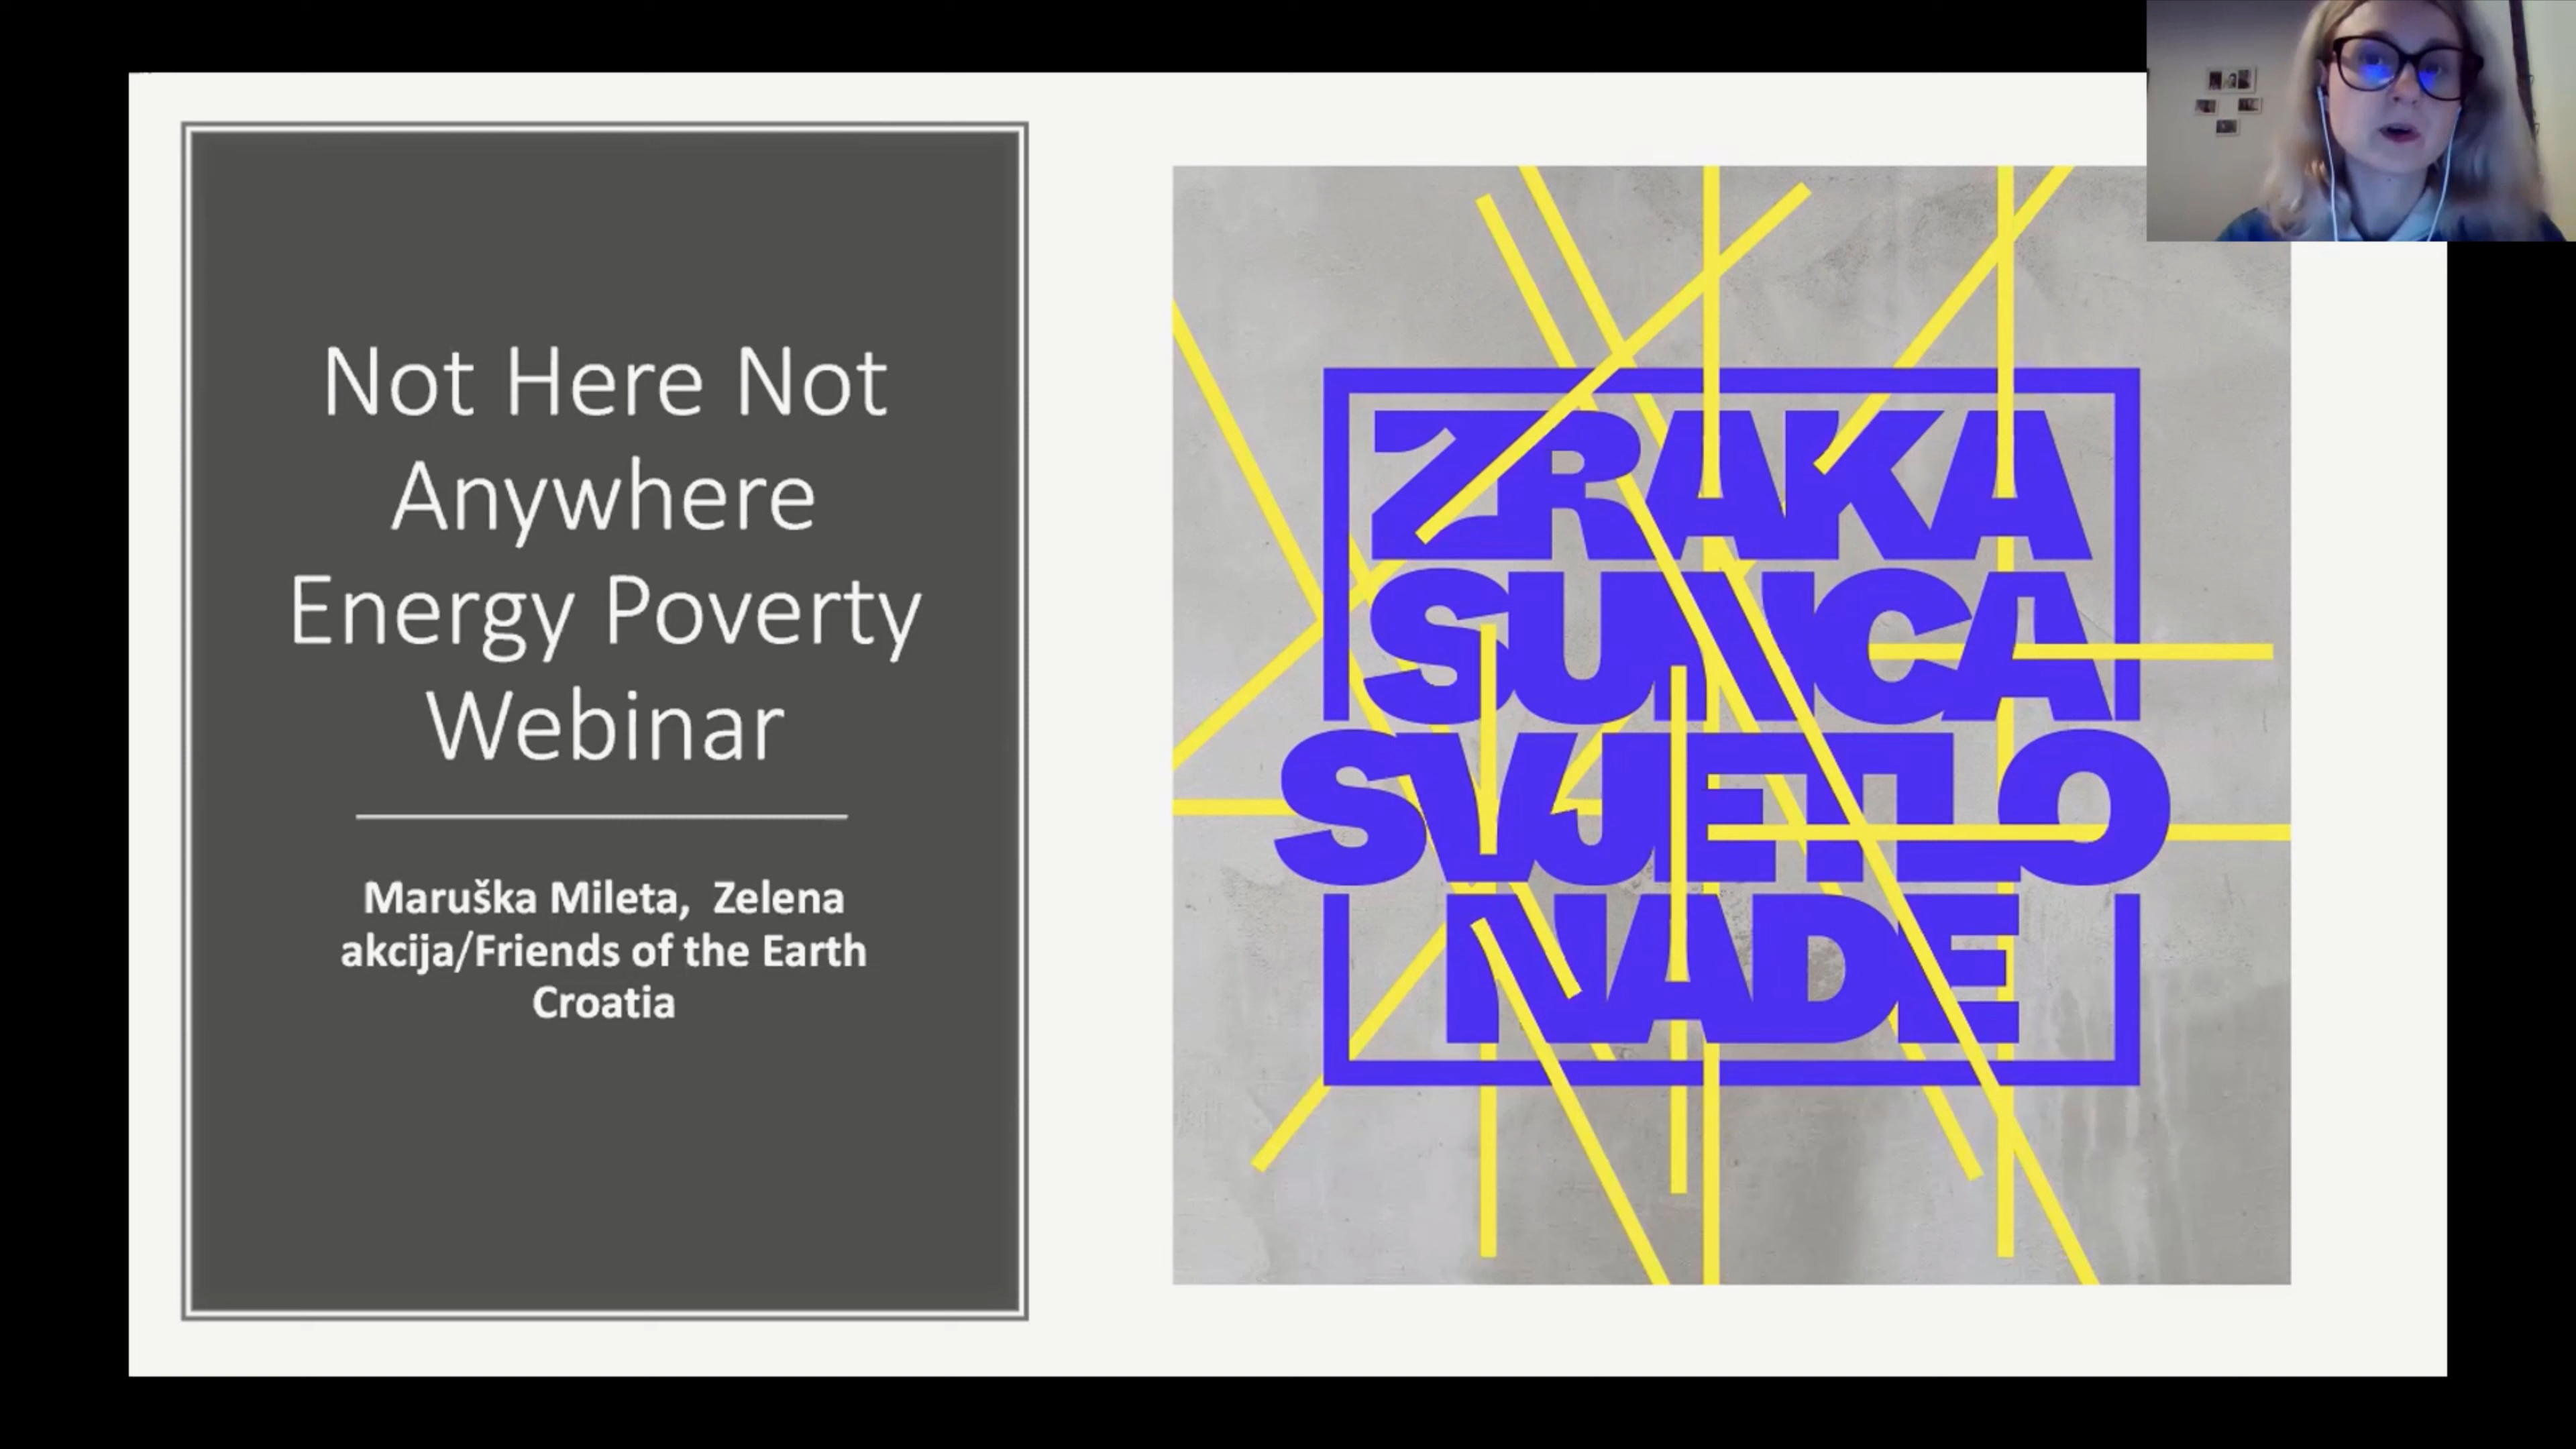 Not Here Not
Anywhere
Energy Poverty
Webinar
Maruška Mileta, Zelena
akcija/Friends of the Earth
Croatia
ZRAKA
SUNCA
SVJETLO
NADE